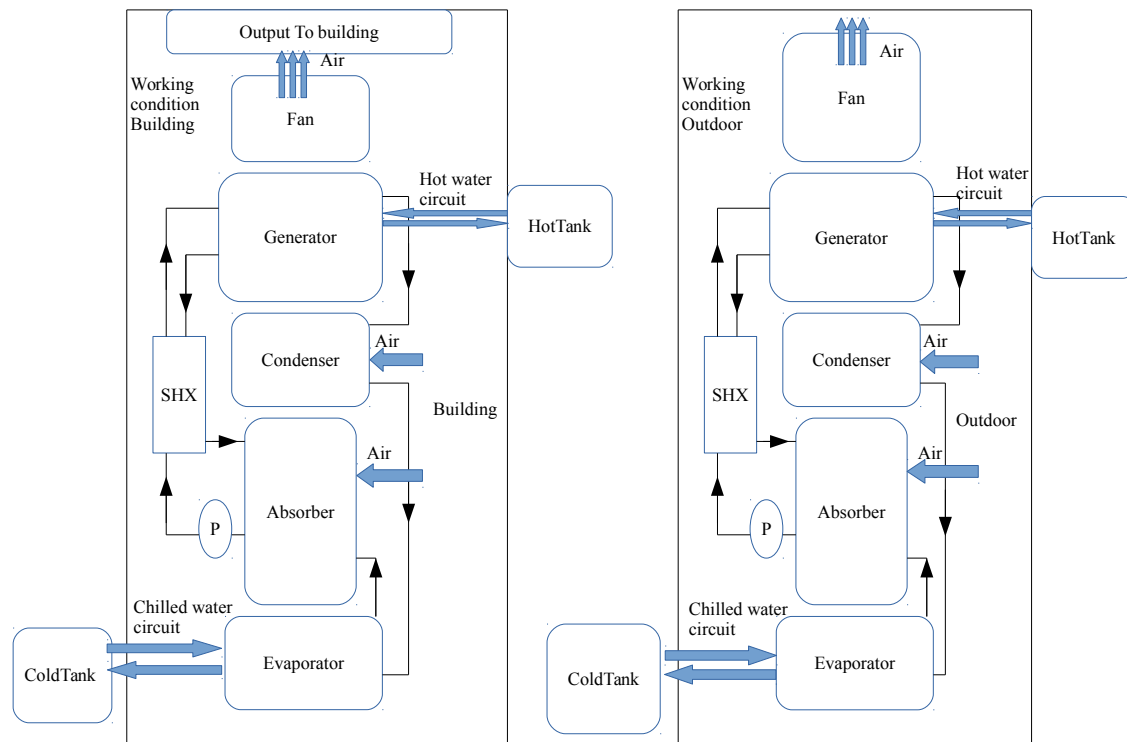 Output To building
Air
Working
condition
Building
Fan
Hot water
circuit
Generator
HotTank
Air
Condenser
SHX
Building
Air
Absorber
P
Chilled water
circuit
Evaporator
ColdTank
Air
Working
condition
Outdoor
Fan
Hot water
circuit
Generator
HotTank
Air
Condenser
SHX
Outdoor
Air
Absorber
P
Chilled water
circuit
Evaporator
ColdTank